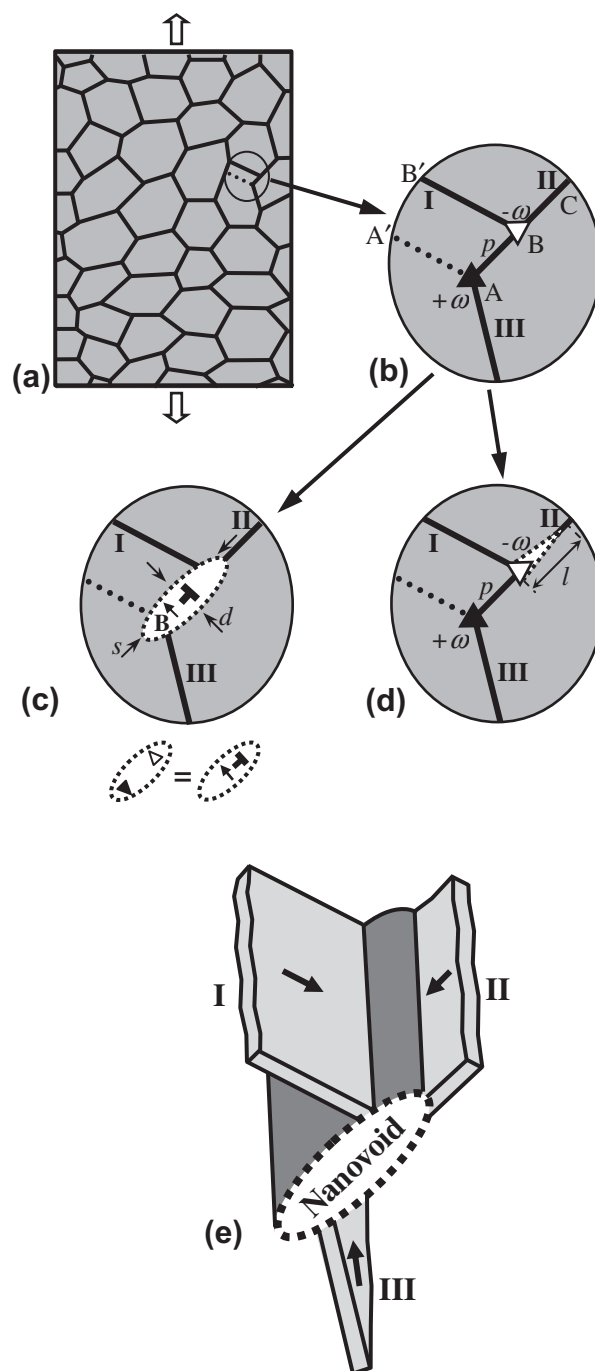 (a)
B′
I
-ω
II
C
A′
p
B
+ω
A
III
(b)
I
II
B
s
d
III
(c)
I
II
-ω
p
l
+ω
III
(d)
=
I
II
Nanovoid
(e)
III